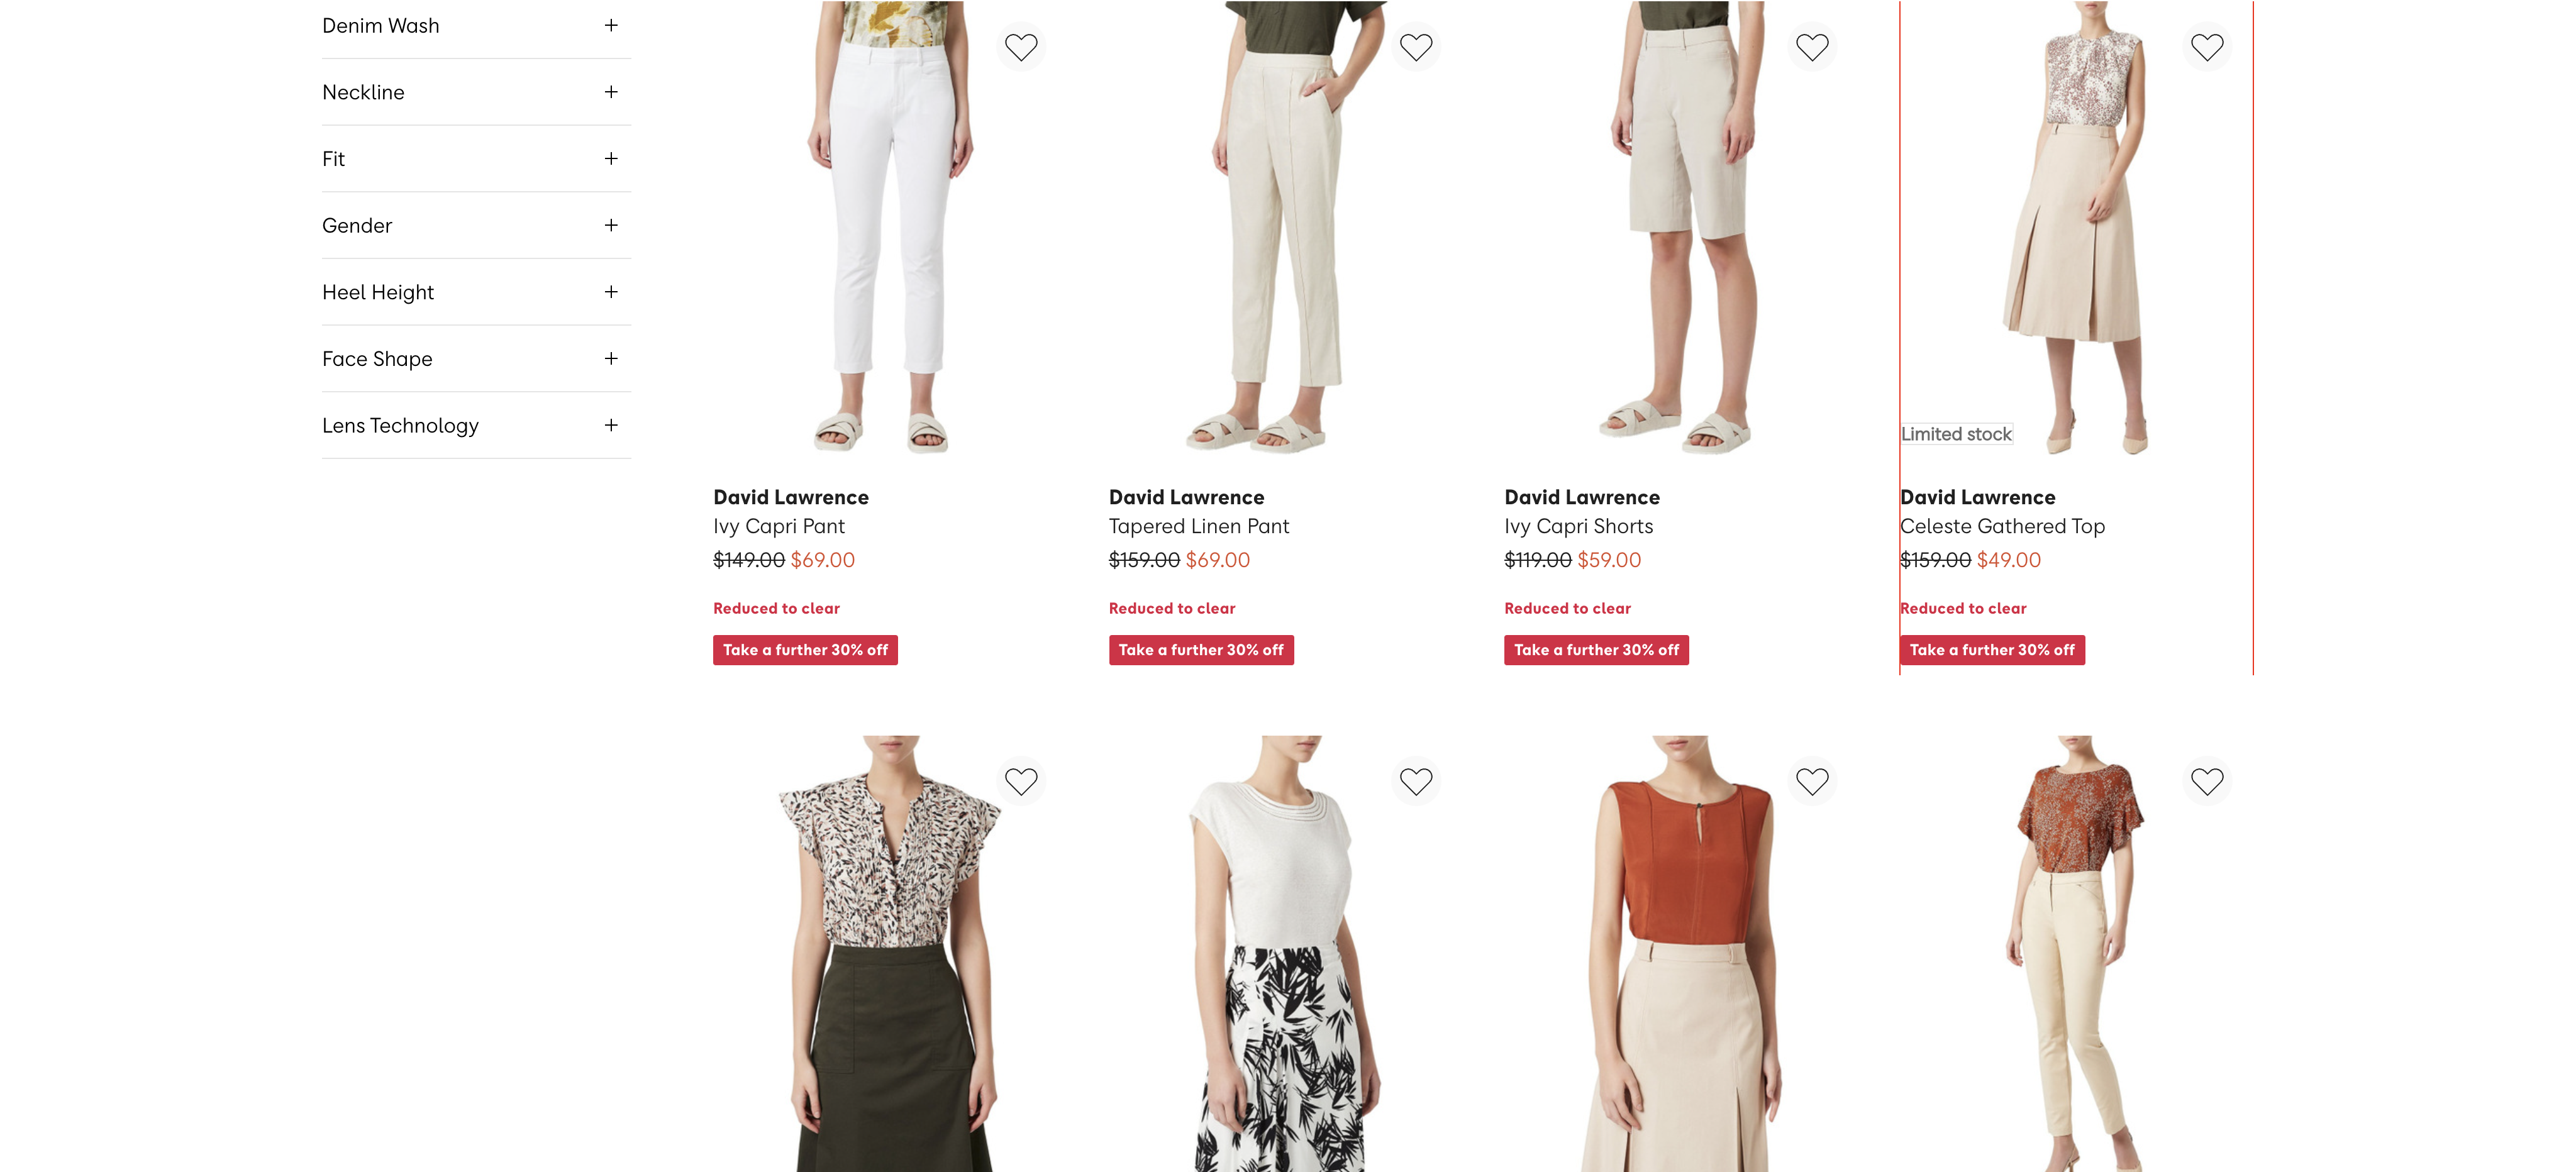 Denim Wash
Neckline
Fit
Gender
Heel Height
Face Shape
Lens Technology
Limited stock
David Lawrence
Ivy Capri Pant
$149.00 $69.00
Reduced to clear
Take a further 30% off
David Lawrence
Tapered Linen Pant
$159.00 $69.00
Reduced to clear
Take a further 30% off
David Lawrence
Ivy Capri Shorts
$119.00 $59.00
Reduced to clear
Take a further 30% off
David Lawrence
Celeste Gathered Top
$159.00 $49.00
Reduced to clear
Take a further 30% off